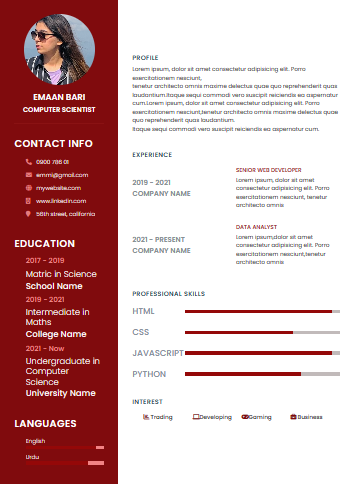 EMAAN BARI
COMPUTER SCIENTIST
CONTACT INFO
0900 786 01
emmi@gmail.com
mywebsite.com
www.linkedin.com
56th street, california
EDUCATION
2017 - 2019
Matric in Science
School Name
2019 - 2021
Intermediate in
Maths
College Name
2021 - Now
Undergraduate in
Computer
Science
University Name
LANGUAGES
English
Urdu
PROFILE
Lorem ipsum, dolor sit amet consectetur adipisicing elit. Porro
exercitationem nesciunt,
tenetur architecto omnis maxime delectus quae quo reprehenderit quas
laudantium.Itaque sequi commodi vero suscipit reiciendis ea aspernatur
cum.Lorem ipsum, dolor sit amet consectetur adipisicing elit. Porro
exercitationem nesciunt,tenetur architecto omnis maxime delectus quae
quo reprehenderit quas laudantium.
Itaque sequi commodi vero suscipit reiciendis ea aspernatur cum.
EXPERIENCE
2019 - 2021
COMPANY NAME
SENIOR WEB DEVELOPER
Lorem ipsum, dolor sit amet
consectetur adipisicing elit. Porro
exercitationem nesciunt, tenetur
architecto omnis
2021 - PRESENT
COMPANY NAME
DATA ANALYST
Lorem ipsum,dolor sit amet
consectetur adipisicing elit. Porro
exercitationem nesciunt,tenetur
architecto omnis
PROFESSIONAL SKILLS
HTML
CSS
JAVASCRIPT
PYTHON
INTEREST
Trading Developing Gaming Business